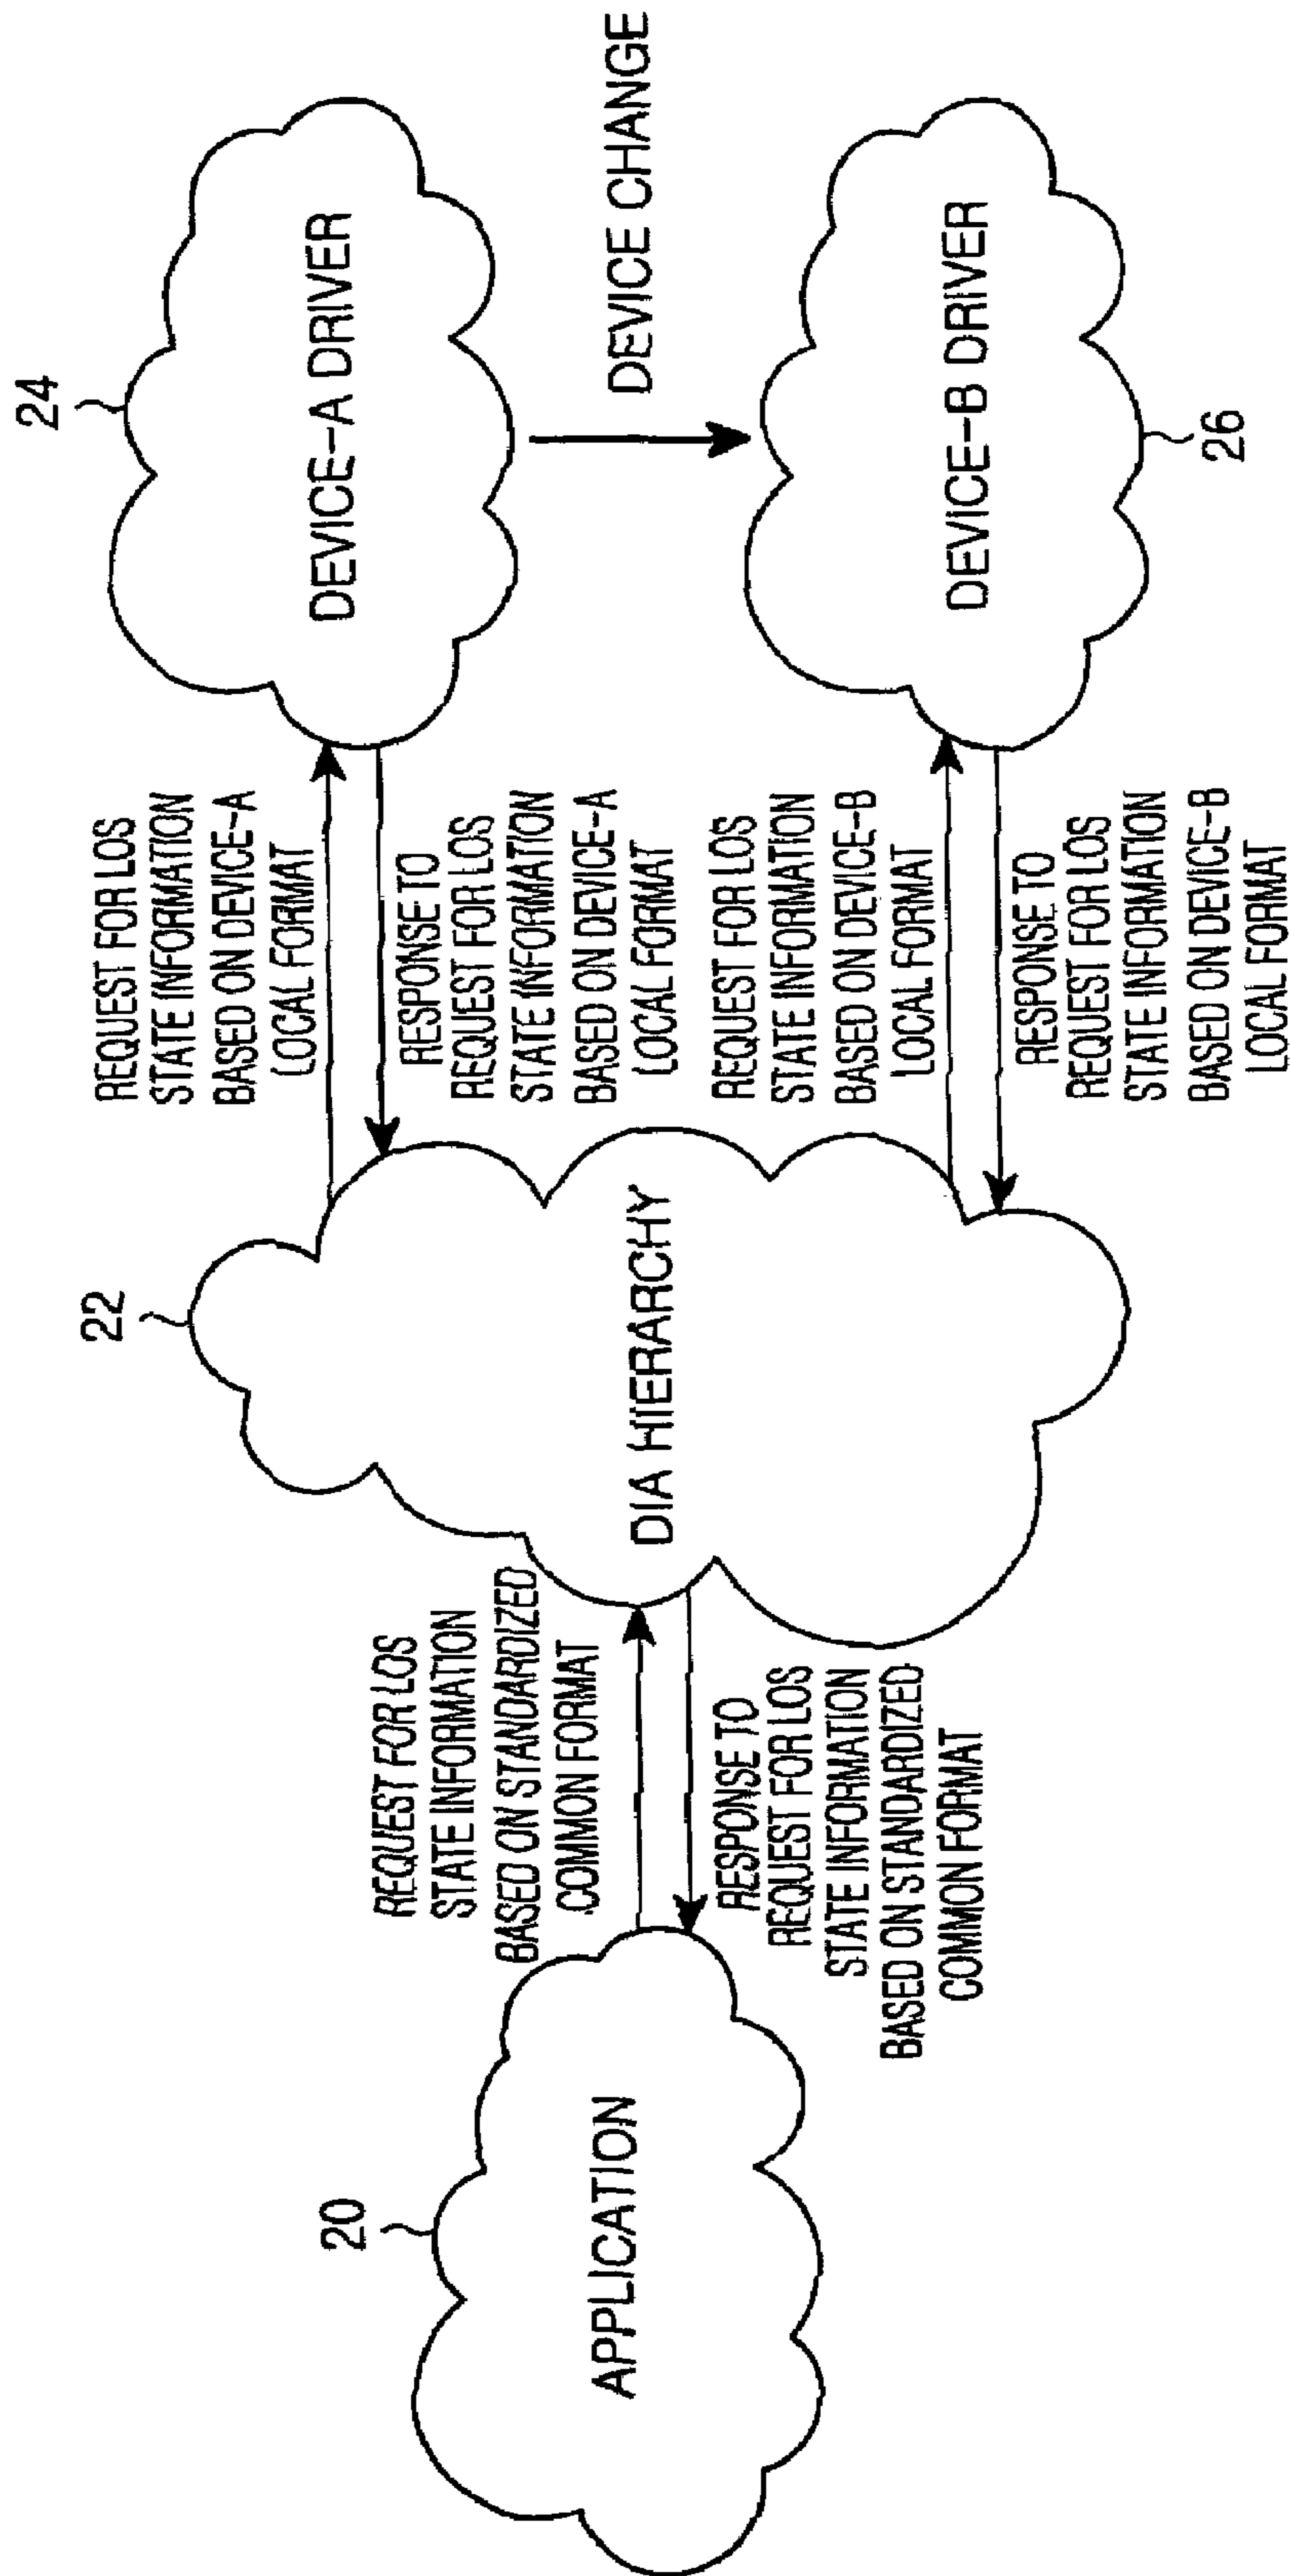 24
DEVICE-A DRIVER
DEVICE CHANGE
DEVICE-B DRIVER
26
REQUEST FOR LOS
STATE INFORMATION
BASED ON DEVICE-A
LOCAL FORMAT
RESPONSE TO
REQUEST FOR LOS
STATE INFORMATION
BASED ON DEVICE-A
LOCAL FORMAT
REQUEST FOR LOS
STATE INFORMATION
BASED ON DEVICE-B
LOCAL FORMAT
RESPONSE TO
REQUEST FOR LOS
STATE INFORMATION
BASED ON DEVICE-B
LOCAL FORMAT
22
DIA HIERARCHY
REQUEST FOR LOS
STATE INFORMATION
BASED ON STANDARDIZED
COMMON FORMAT
RESPONSE TO
REQUEST FOR LOS
STATE INFORMATION
BASED ON STANDARDIZED
COMMON FORMAT
20
APPLICATION